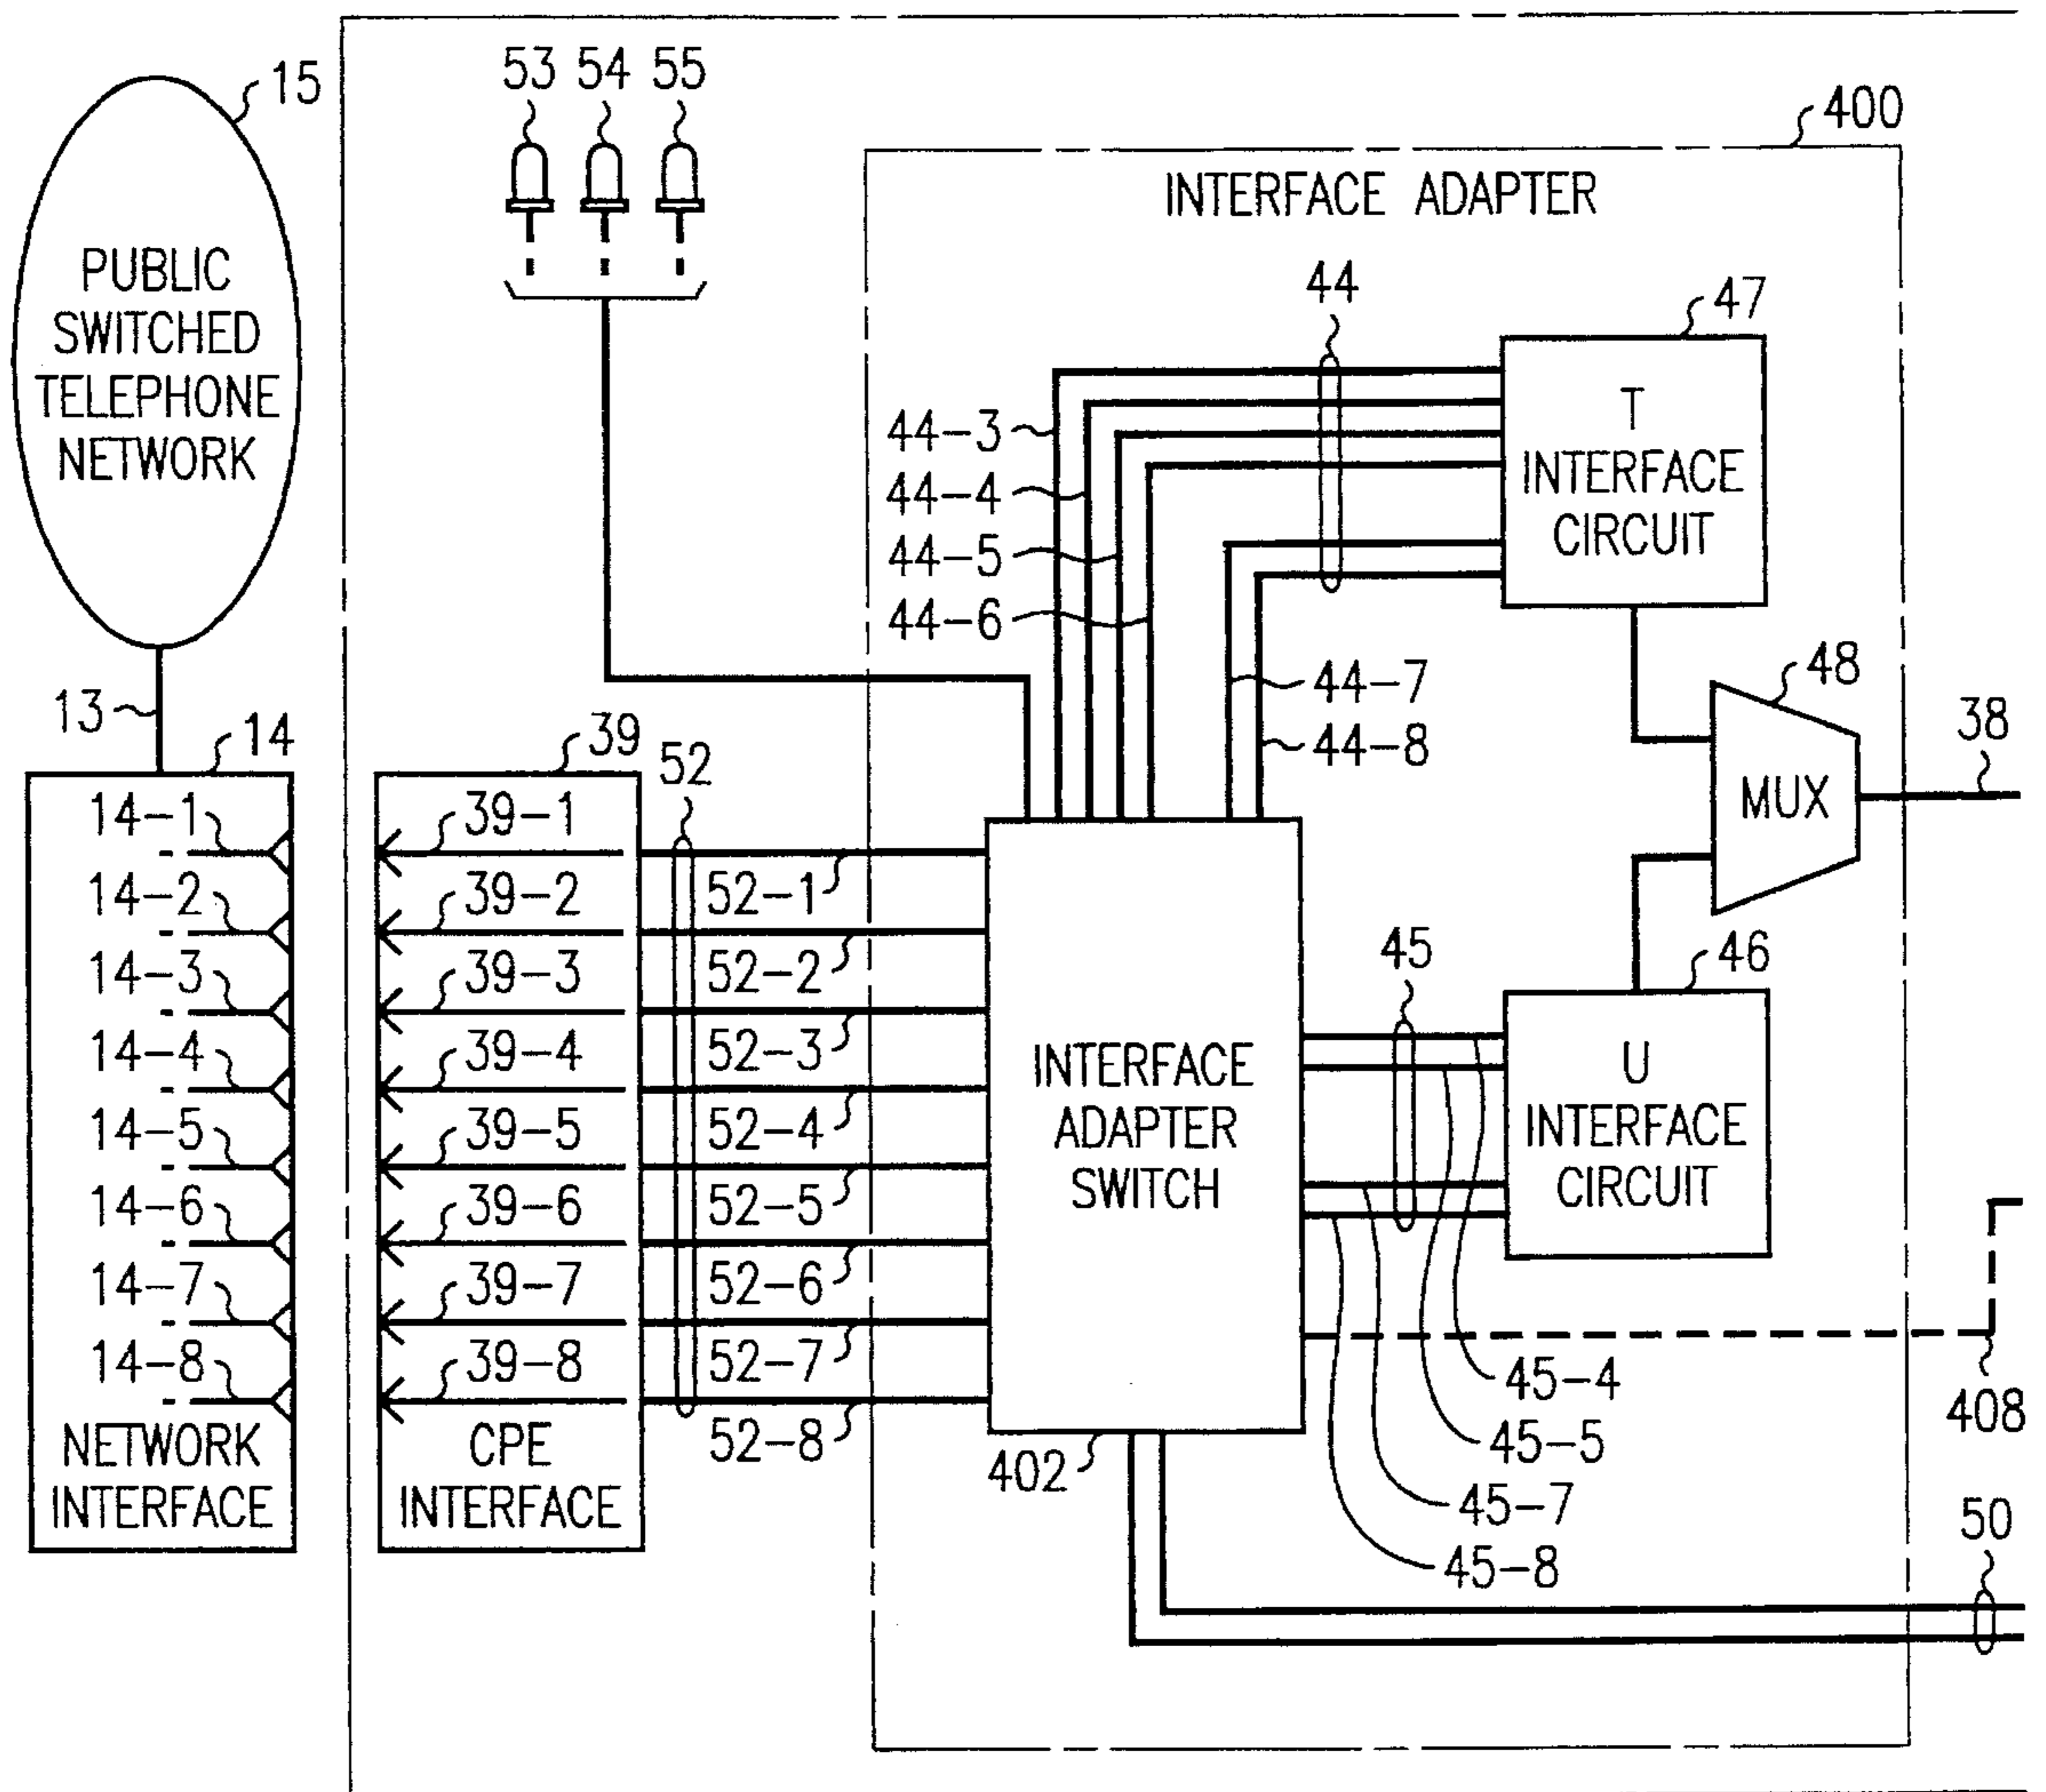 15
PUBLIC
SWITCHED
TELEPHONE
NETWORK
13
14
14-1
14-2
14-3
14-4
14-5
14-6
14-7
14-8
NETWORK
INTERFACE
53 54 55
39
39-1
39-2
39-3
39-4
39-5
39-6
39-7
39-8
CPE
INTERFACE
52
52-1
52-2
52-3
52-4
52-5
52-6
52-7
52-8
400
INTERFACE ADAPTER
44
44-3
44-4
44-5
44-6
44-7
44-8
47
T
INTERFACE
CIRCUIT
48
MUX
38
INTERFACE
ADAPTER
SWITCH
402
45
46
U
INTERFACE
CIRCUIT
45-4
45-5
45-7
45-8
408
50